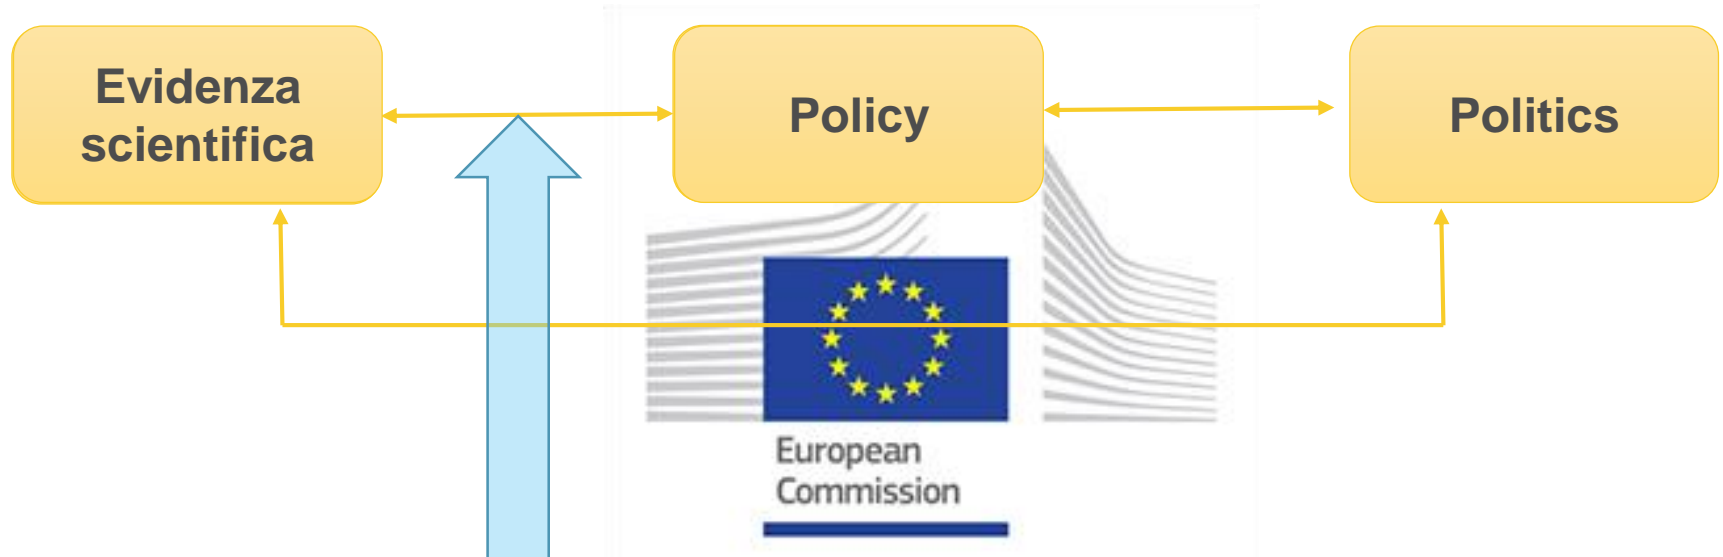 Evidenza
scientifica
Policy
Politics
European
Commission